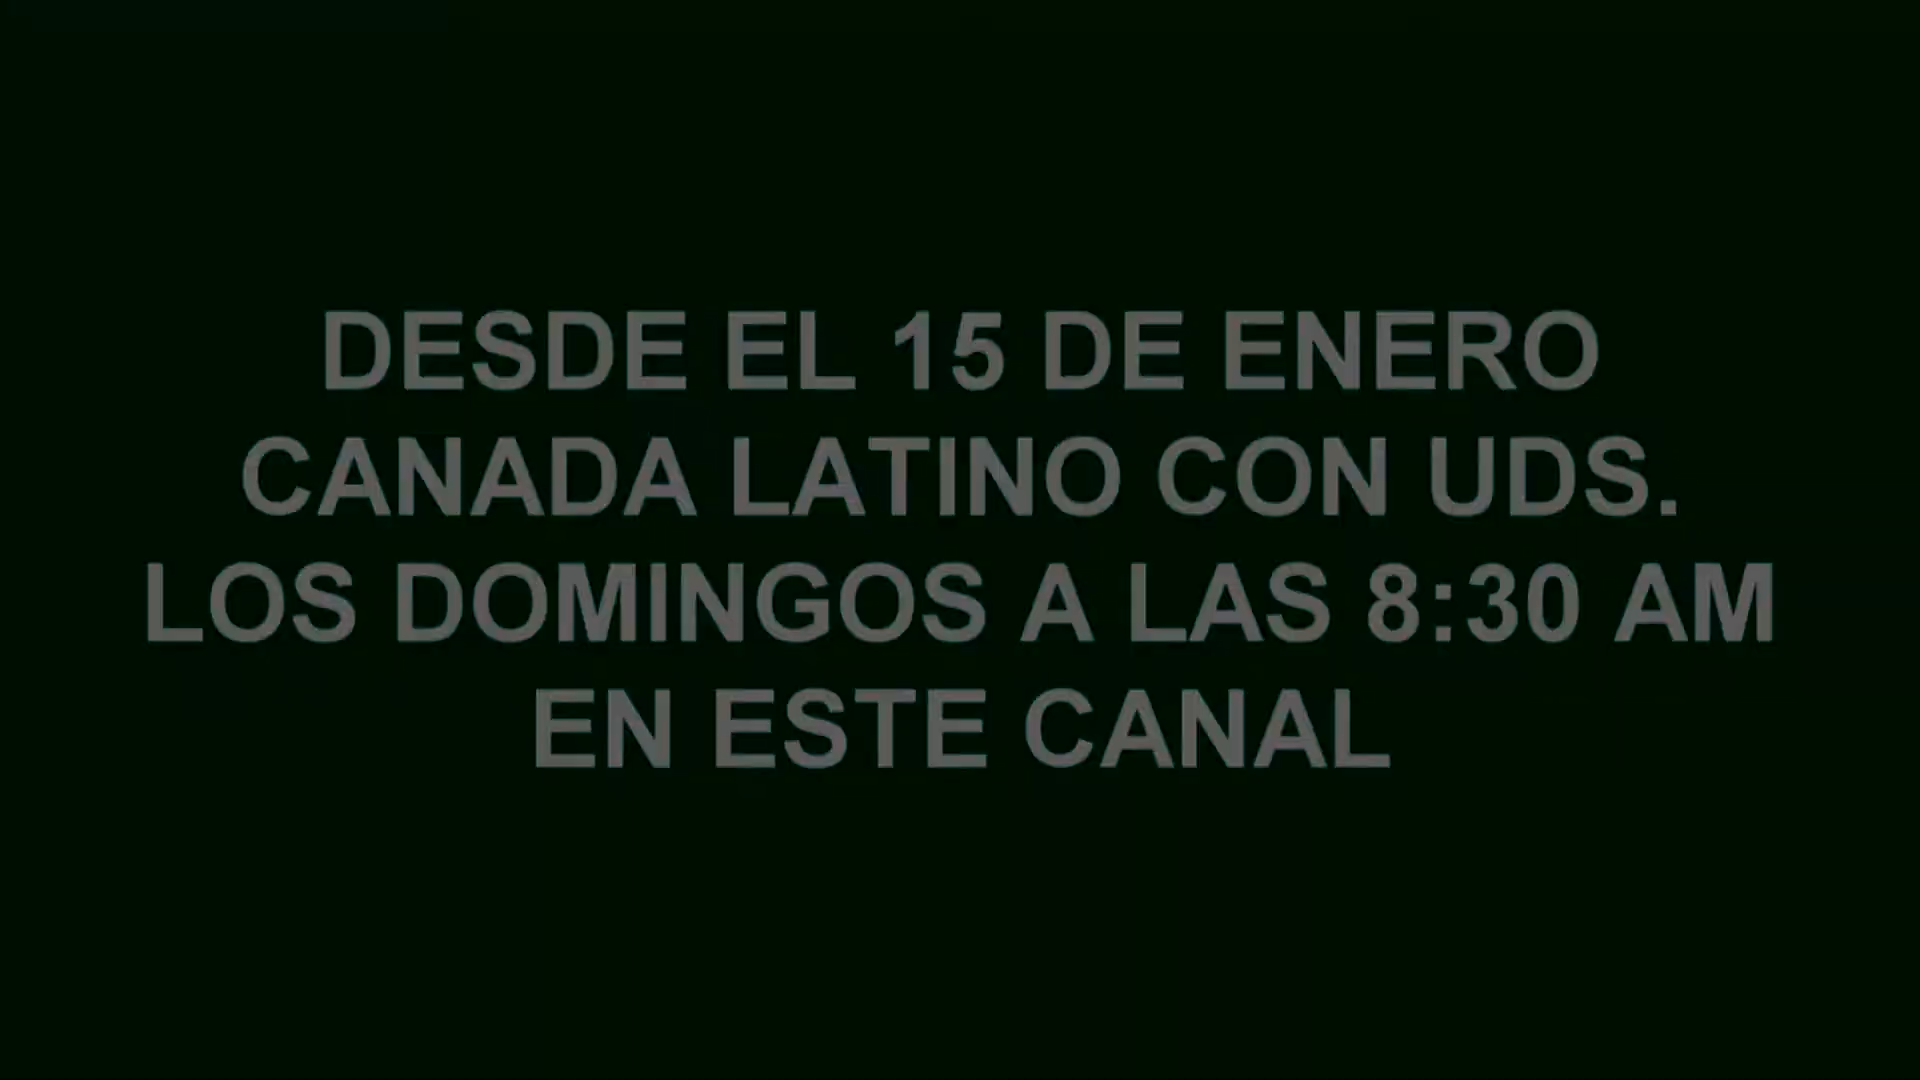 DESDE EL 15 DE ENERO
CANADA LATINO CON UDS.
LOS DOMINGOS A LAS 8:30 AM
EN ESTE CANAL